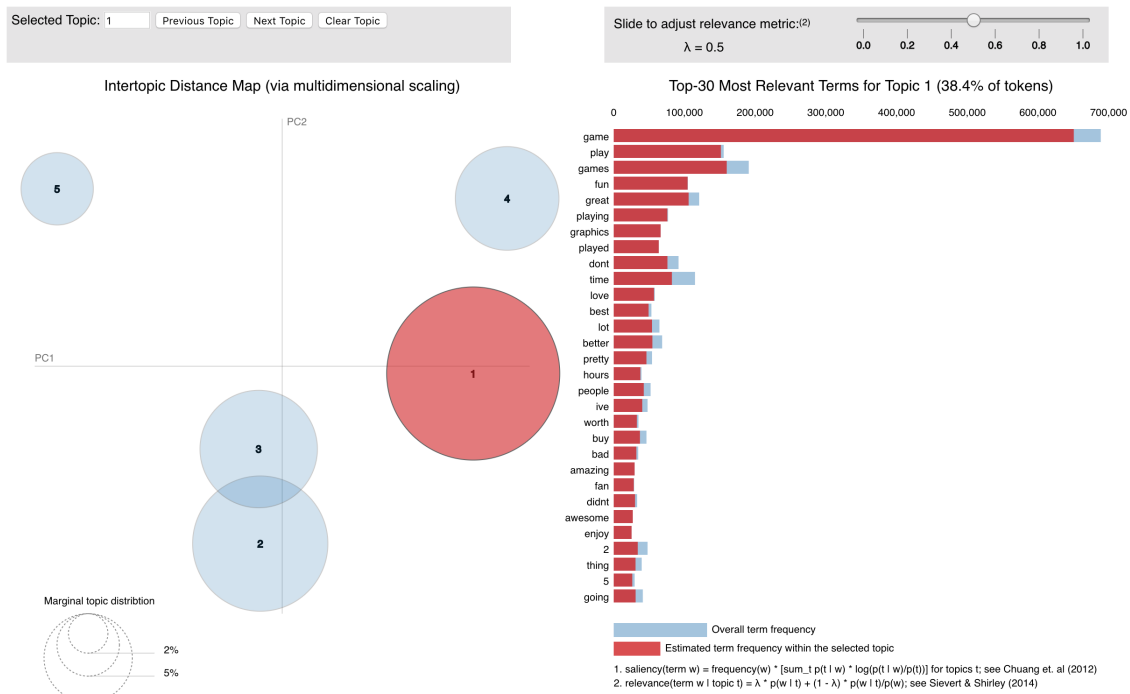 Selected Topic: 1 Previous Topic Next Topic Clear Topic
Slide to adjust relevance metric:(2)
λ = 0.5
0.0 0.2 0.4 0.6 0.8 1.0
Intertopic Distance Map (via multidimensional scaling)
PC2
PC1
5
4
1
3
2
Marginal topic distribtion
2%
5%
Top-30 Most Relevant Terms for Topic 1 (38.4% of tokens)
0 100,000 200,000 300,000 400,000 500,000 600,000 700,000
game
play
games
fun
great
playing
graphics
played
dont
time
love
best
lot
better
pretty
hours
people
ive
worth
buy
bad
amazing
fan
didnt
awesome
enjoy
2
thing
5
going
Overall term frequency
Estimated term frequency within the selected topic
1. saliency(term w) = frequency(w) * [sum_t p(t | w) * log(p(t | w)/p(t))] for topics t; see Chuang et. al (2012)
2. relevance(term w | topic t) = λ * p(w | t) + (1 - λ) * p(w | t)/p(w); see Sievert & Shirley (2014)